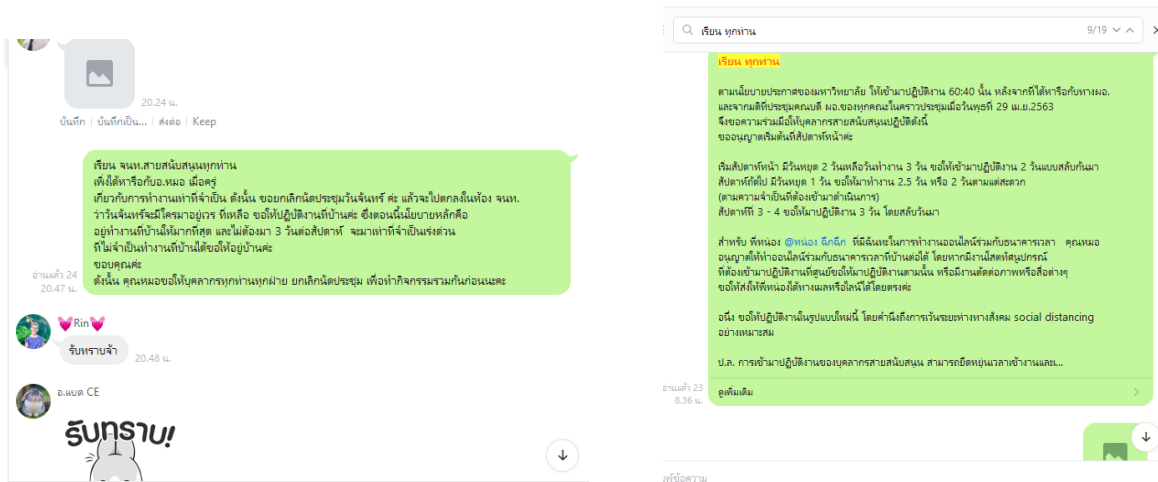 20.24 น.
บันทึก | บันทึกเป็น... | ส่งต่อ | Keep
เรียน จนท.สายสนับสนุนทุกท่าน
เพิ่งได้หารือกับอ.หมอ เมื่อครู่
เกี่ยวกับการทำงานเท่าที่จำเป็น ดังนั้น ขอยกเลิกนัดประชุมวันจันทร์ ค่ะ แล้วจะไปตกลงในห้อง จนท.
ว่าวันจันทร์จะมีใครมาอยู่เวร ที่เหลือ ขอให้ปฏิบัติงานที่บ้านค่ะ ซึ่งตอนนี้นโยบายหลักคือ
อยู่ทำงานที่บ้านให้มากที่สุด และไม่ต้องมา 3 วันต่อสัปดาห์ จะมาเท่าที่จำเป็นเร่งด่วน
ที่ไม่จำเป็นทำงานที่บ้านได้ขอให้อยู่บ้านค่ะ
ขอบคุณค่ะ
ดังนั้น คุณหมอขอให้บุคลากรทุกท่านทุกฝ่าย ยกเลิกนัดประชุม เพื่อทำกิจกรรมรวมกันก่อนนะคะ
อ่านแล้ว 24
20.47 น.
💓Rin💓
รับทราบจ้า
20.48 น.
อ.แบด CE
รับทราบ!
เรียน ทุกท่าน
9/19
เรียน ทุกท่าน
ตามนโยบายประกาศของมหาวิทยาลัย ให้เข้ามาปฏิบัติงาน 60:40 นั้น หลังจากที่ได้หารือกับทางผอ.
และจากมติที่ประชุมคณบดี ผอ.ของทุกคณะในคราวประชุมเมื่อวันพุธที่ 29 เม.ย.2563
จึงขอความร่วมมือให้บุคลากรสายสนับสนุนปฏิบัติดังนี้
ขออนุญาตเริ่มต้นที่สัปดาห์หน้าค่ะ
เริ่มสัปดาห์หน้า มีวันหยุด 2 วันเหลือวันทำงาน 3 วัน ขอให้เข้ามาปฏิบัติงาน 2 วันแบบสลับกันมา
สัปดาห์ถัดไป มีวันหยุด 1 วัน ขอให้มาทำงาน 2.5 วัน หรือ 2 วันตามแต่สะดวก
(ตามความจำเป็นที่ต้องเข้ามาดำเนินการ)
สัปดาห์ที่ 3 - 4 ขอให้มาปฏิบัติงาน 3 วัน โดยสลับวันมา
สำหรับ พี่หน่อง @หน่อง ฉึกฉึก ที่มีฉันทะในการทำงานออนไลน์ร่วมกับธนาคารเวลา คุณหมอ
อนุญาตให้ทำออนไลน์ร่วมกับธนาคารเวลาที่บ้านต่อได้ โดยหากมีงานโสตทัศนูปกรณ์
ที่ต้องเข้ามาปฏิบัติงานที่ศูนย์ขอให้มาปฏิบัติงานตามนั้น หรือมีงานตัดต่อภาพหรือสื่อต่างๆ
ขอให้ส่งให้พี่หน่องได้ทางเมลหรือไลน์ได้โดยตรงค่ะ
อนึ่ง ขอให้ปฏิบัติงานในรูปแบบใหม่นี้ โดยคำนึงถึงการเว้นระยะห่างทางสังคม social distancing
อย่างเหมาะสม
ป.ล. การเข้ามาปฏิบัติงานของบุคลากรสายสนับสนุน สามารถยืดหยุ่นเวลาเข้างานและเ...
อ่านแล้ว 23
8.36 น.
ดูเพิ่มเติม
พิมพ์ข้อความ